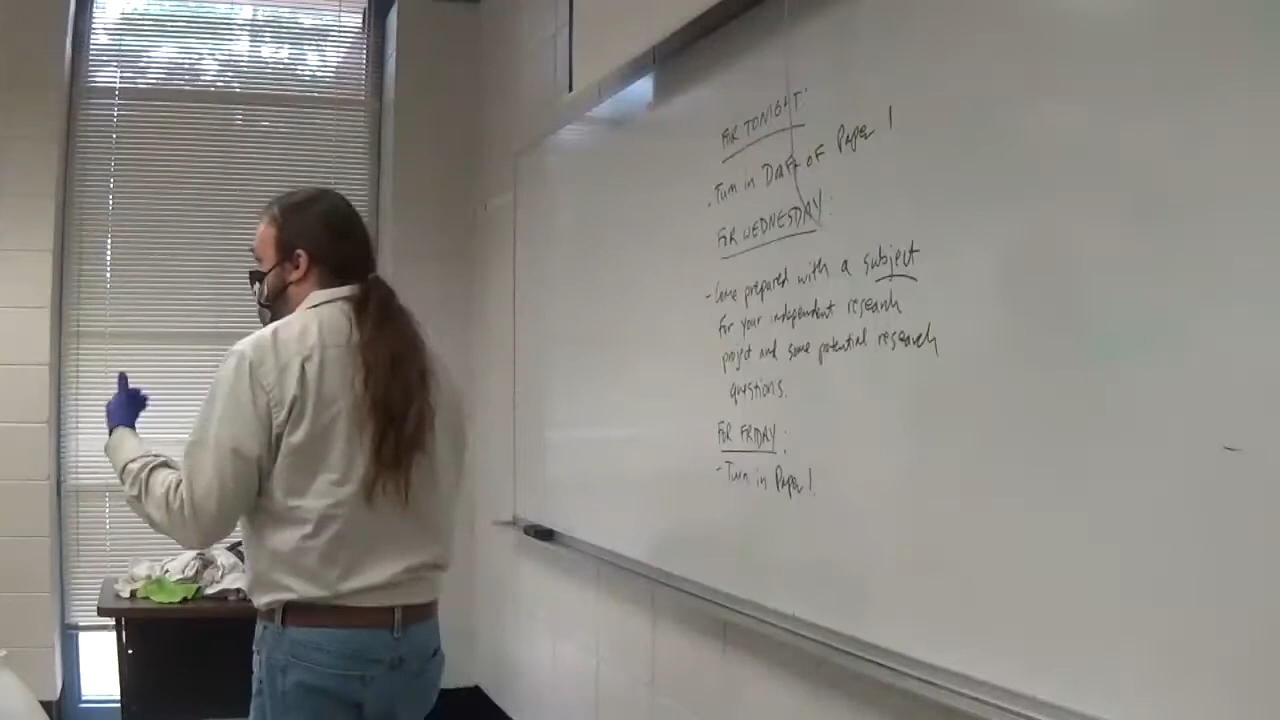 FOR TONIGHT:
. Turn in Draft of Paper 1
FOR WEDNESDAY:
- Come prepared with a subject
for your independent research
project and some potential research
questions.
FOR FRIDAY:
- Turn in Paper 1.